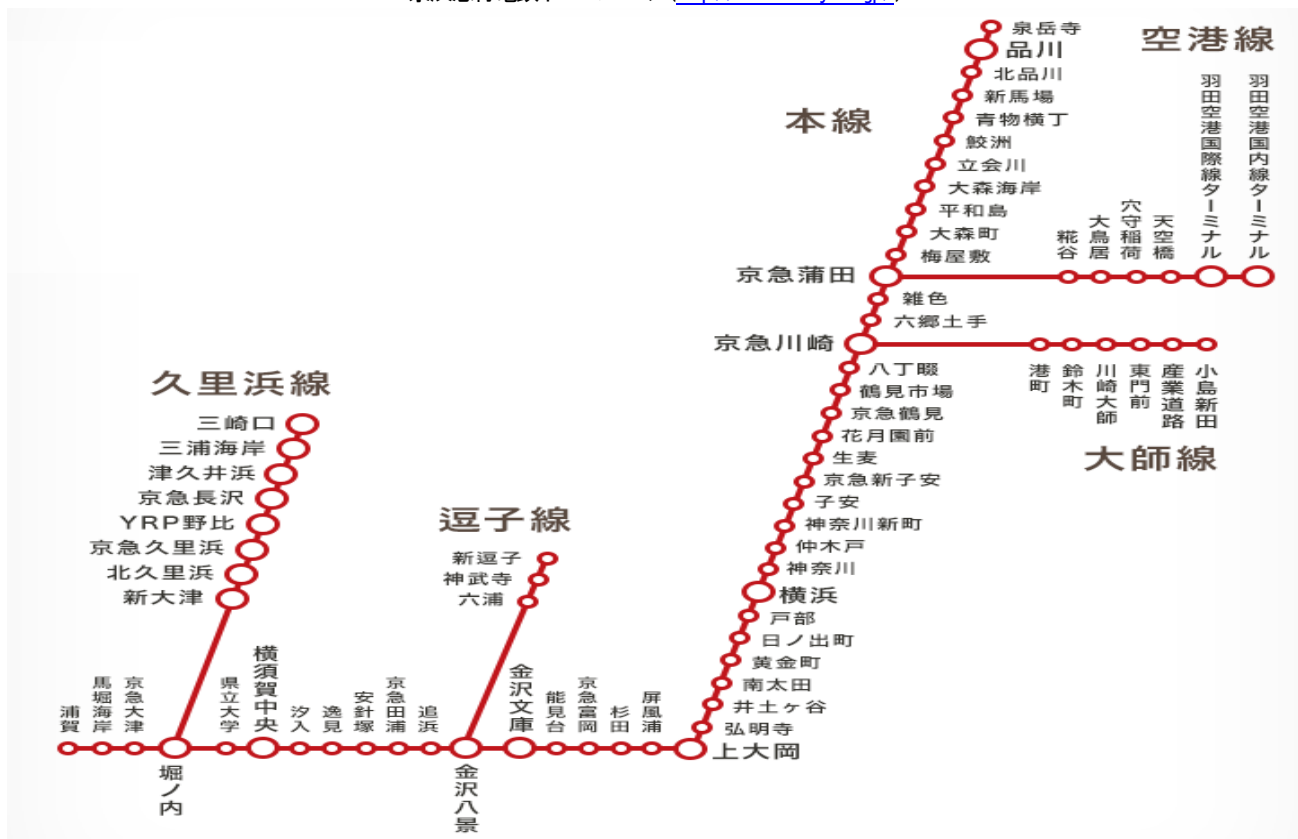 泉岳寺
品川
空港線
北品川
新馬場
本線
青物横丁
鮫洲
立会川
大森海岸
平和島
大森町
梅屋敷
糀谷
大鳥居
穴守稲荷
天空橋
羽田空港国際線ターミナル
羽田空港国内線ターミナル
京急蒲田
雑色
六郷土手
京急川崎
港町
鈴木町
川崎大師
東門前
産業道路
小島新田
大師線
八丁畷
鶴見市場
京急鶴見
花月園前
生麦
京急新子安
子安
神奈川新町
仲木戸
神奈川
横浜
戸部
日ノ出町
黄金町
南太田
井土ヶ谷
弘明寺
上大岡
久里浜線
三崎口
三浦海岸
津久井浜
京急長沢
YRP野比
京急久里浜
北久里浜
新大津
逗子線
新逗子
神武寺
六浦
浦賀
馬堀海岸
京急大津
堀ノ内
県立大学
横須賀中央
汐入
逸見
安針塚
京急田浦
追浜
金沢八景
金沢文庫
能見台
京急富岡
杉田
屏風浦